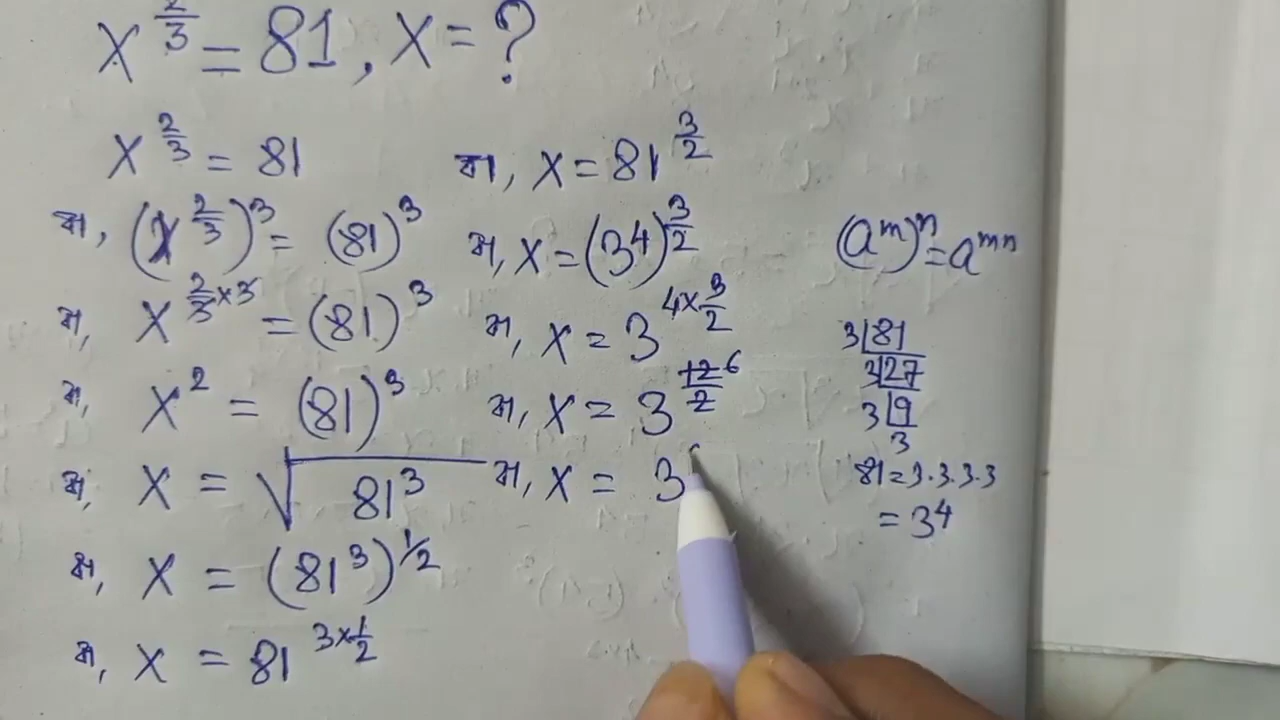 x^(2/3) = 81, x = ?
x^(2/3) = 81
বা, (x^(2/3))^3 = (81)^3
বা, x^(2/3 × 3) = (81)^3
বা, x^2 = (81)^3
বা, x = √(81^3)
বা, x = (81^3)^(1/2)
বা, x = 81^(3×1/2)
বা, x = 81^(3/2)
বা, x = (3^4)^(3/2)
বা, x = 3^(4×3/2)
বা, x = 3^(12/2) 6
বা, x = 3
(a^m)^n = a^(mn)
3|81
3|27
3|9
3
81=3.3.3.3
= 3^4